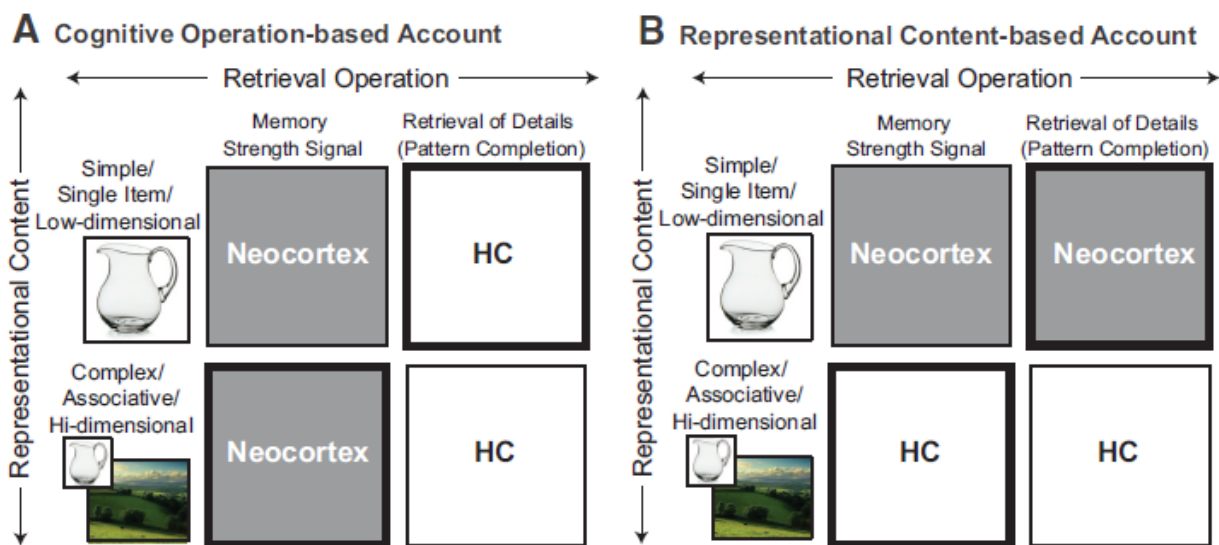 A Cognitive Operation-based Account
Retrieval Operation
Representational Content
Memory
Strength Signal
Retrieval of Details
(Pattern Completion)
Simple/
Single Item/
Low-dimensional
Neocortex
HC
Complex/
Associative/
Hi-dimensional
Neocortex
HC
B Representational Content-based Account
Retrieval Operation
Representational Content
Memory
Strength Signal
Retrieval of Details
(Pattern Completion)
Simple/
Single Item/
Low-dimensional
Neocortex
Neocortex
Complex/
Associative/
Hi-dimensional
HC
HC